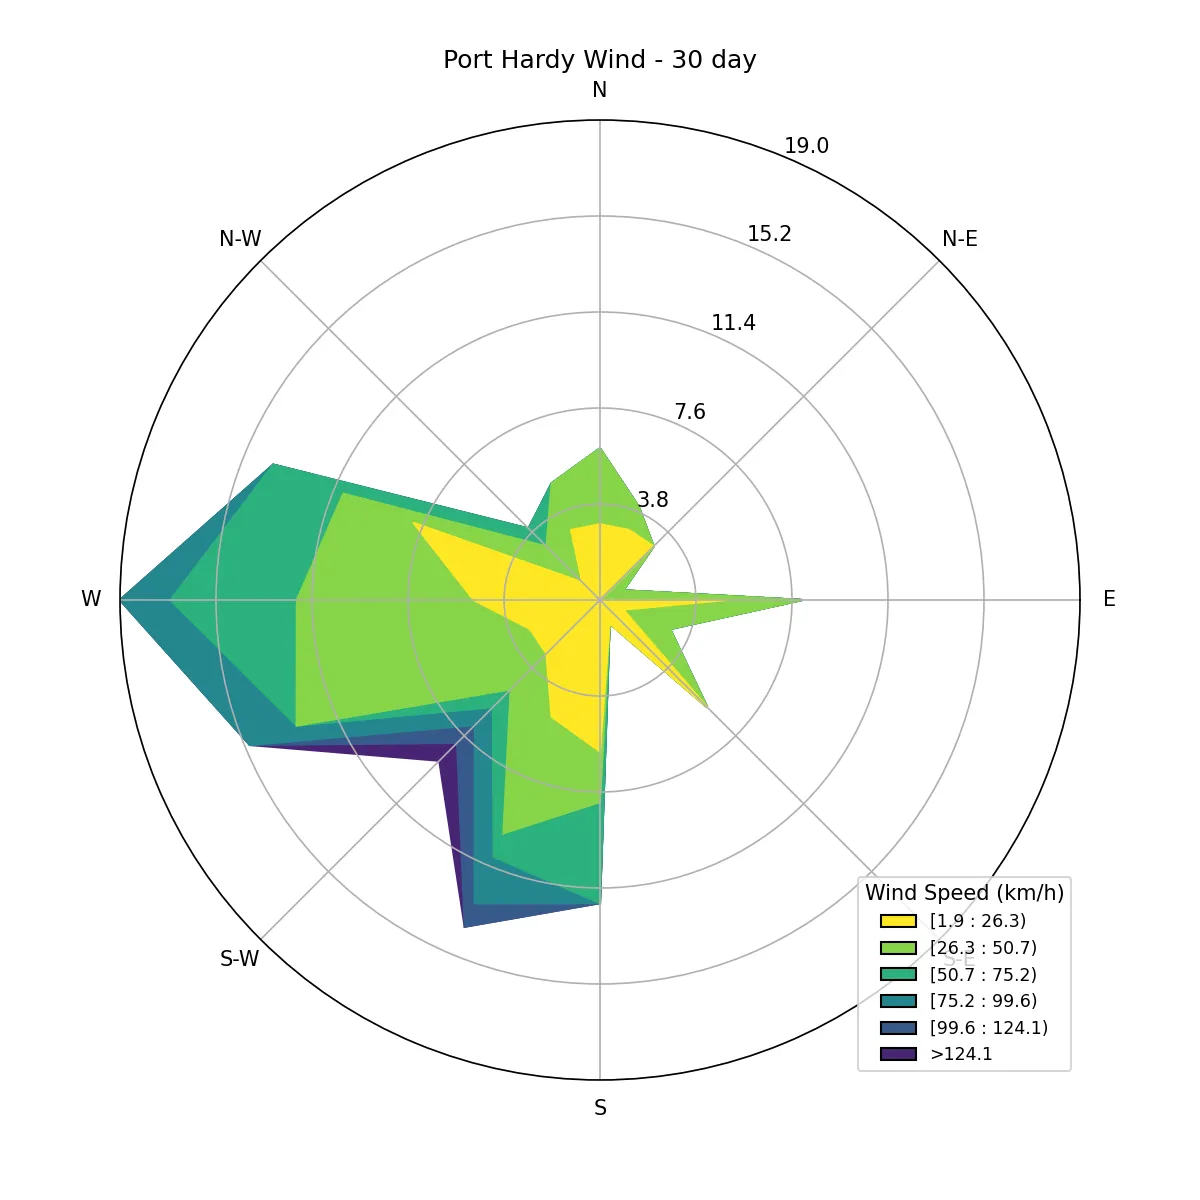 Port Hardy Wind - 30 day
N
19.0
15.2
N-W
N-E
11.4
7.6
3.8
W
E
Wind Speed (km/h)
[1.9 : 26.3)
[26.3 : 50.7)
S-W
S-E
[50.7 : 75.2)
[75.2 : 99.6)
[99.6 : 124.1)
>124.1
S